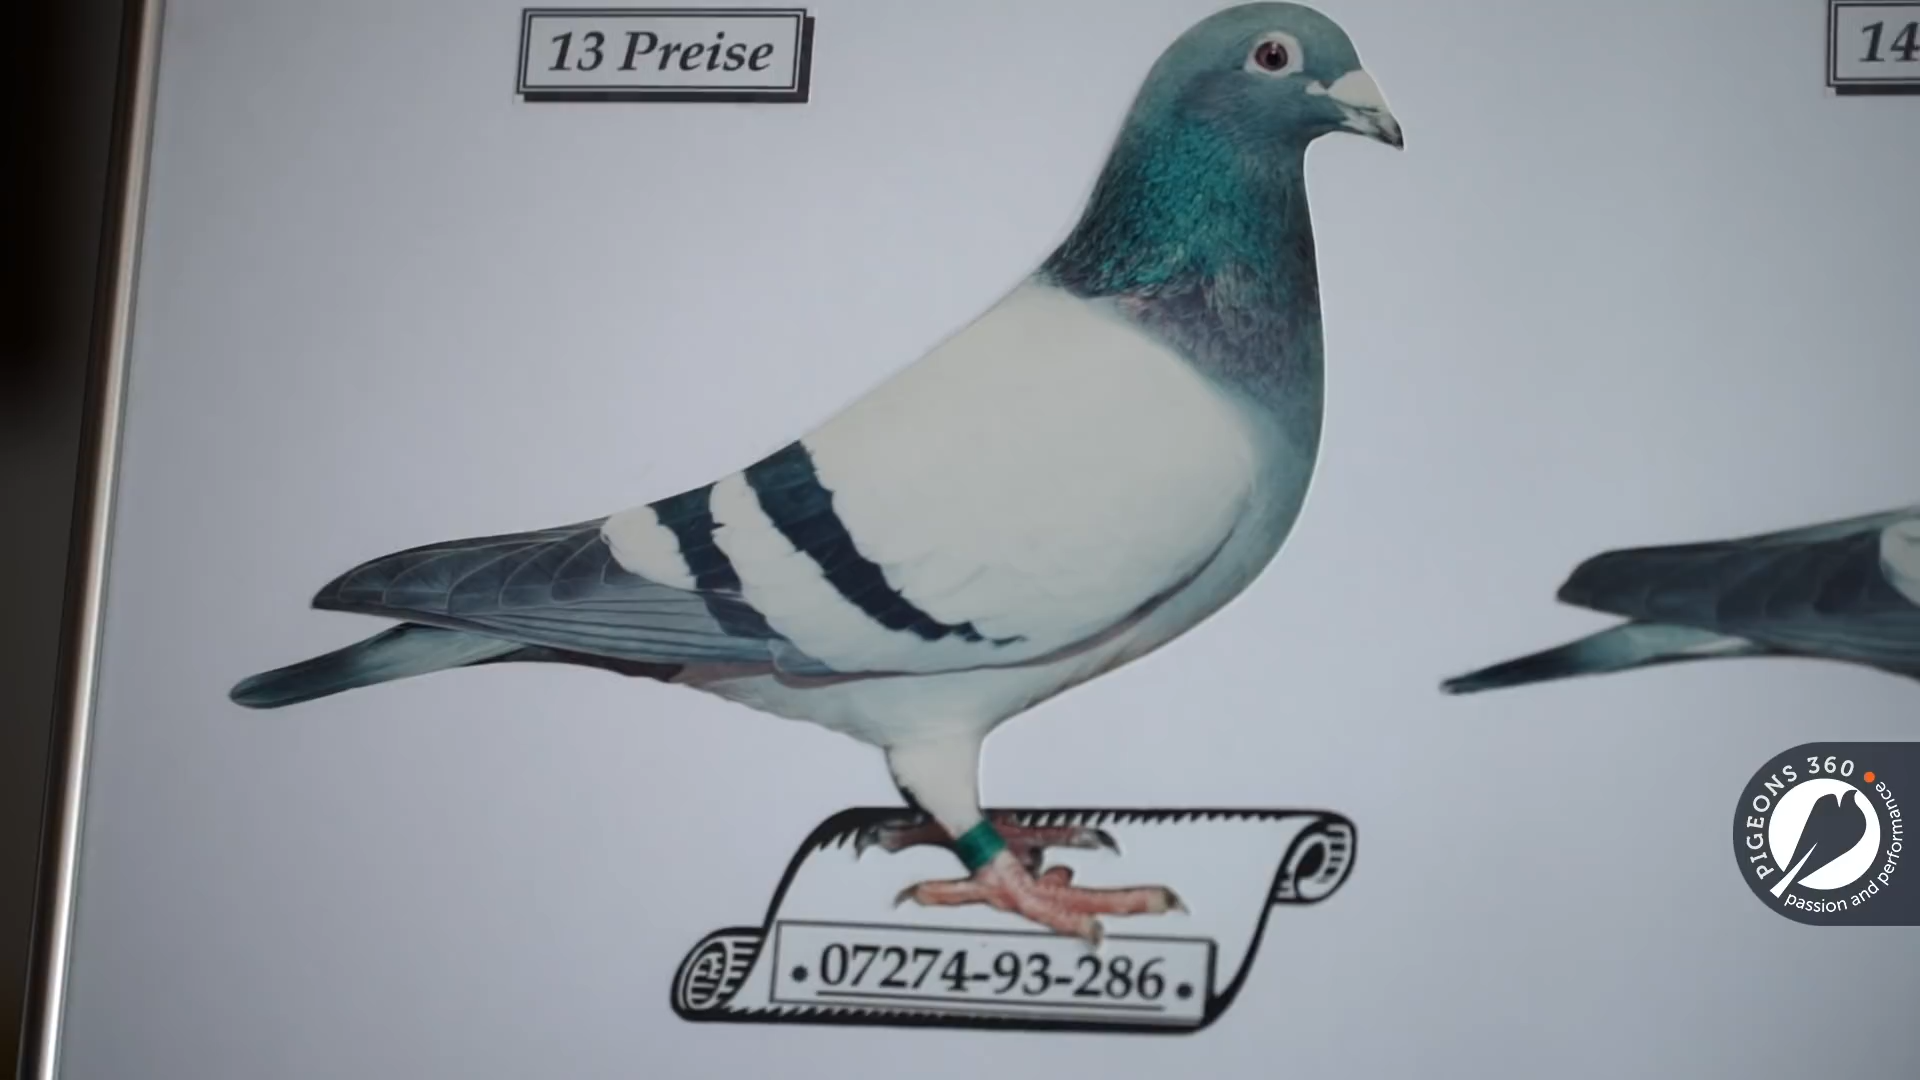 13 Preise
14
07274-93-286
PIGEONS 360
passion and performance